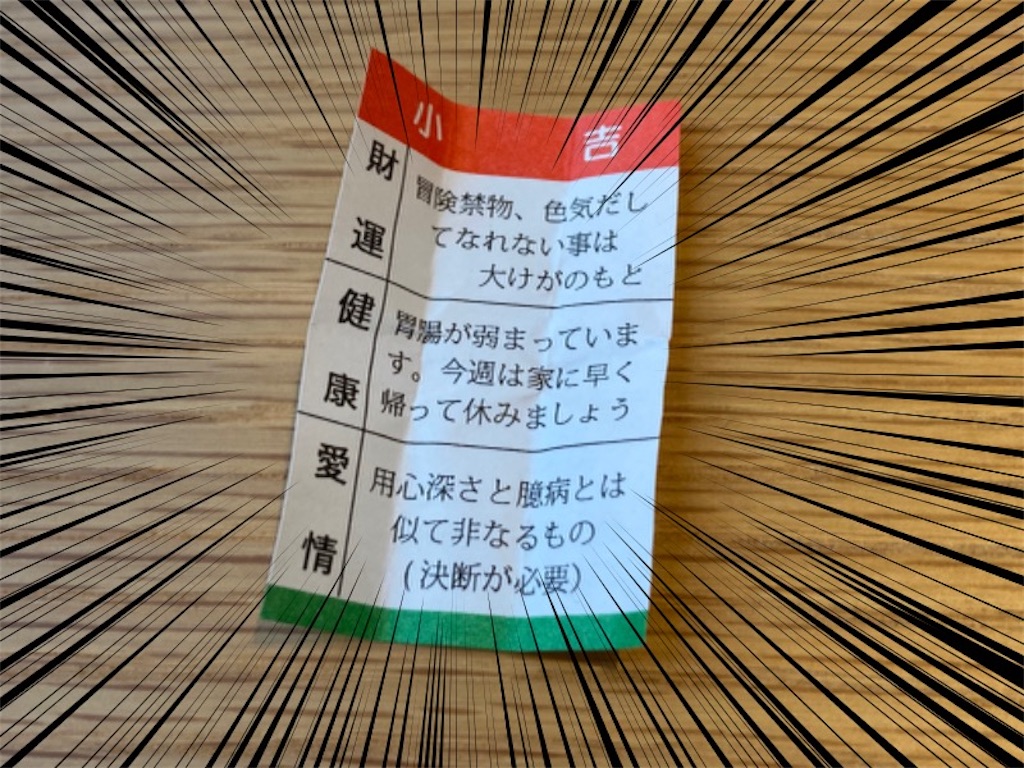 小吉
財運
冒険禁物、色気だし
てなれない事は
大けがのもと
健康
胃腸が弱まっていま
す。今週は家に早く
帰って休みましょう
愛情
用心深さと臆病とは
似て非なるもの
(決断が必要)